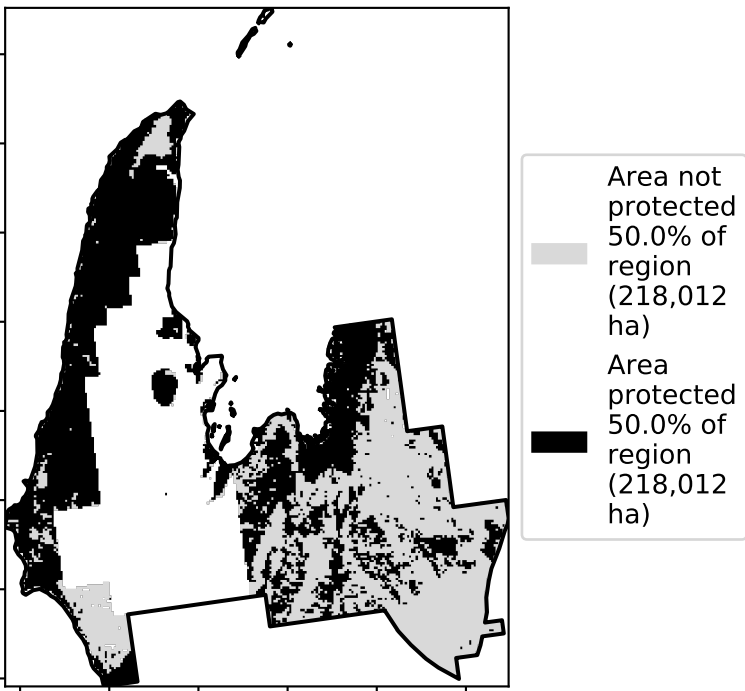 Area not
protected
50.0% of
region
(218,012
ha)
Area
protected
50.0% of
region
(218,012
ha)